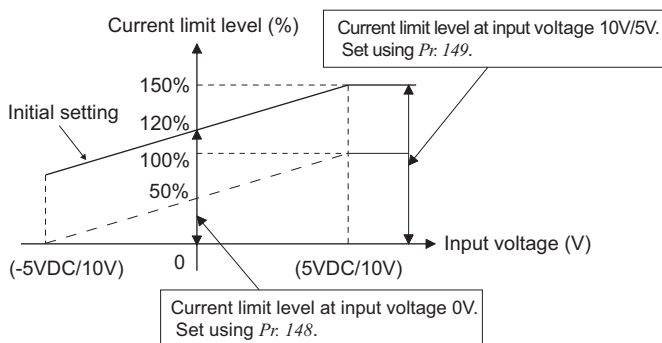 Current limit level (%)
Current limit level at input voltage 10V/5V.
Set using Pr. 149.
150%
Initial setting
120%
100%
50%
Input voltage (V)
(-5VDC/10V)
0
(5VDC/10V)
Current limit level at input voltage 0V.
Set using Pr. 148.